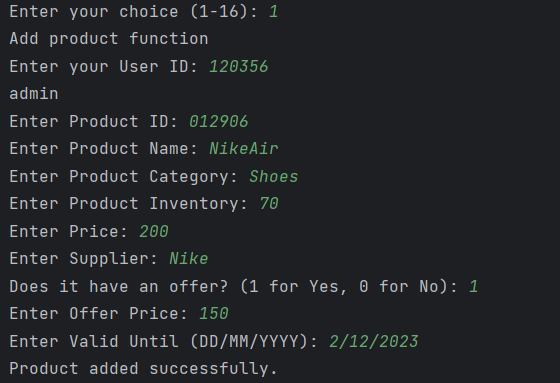 Enter your choice (1-16): 1
Add product function
Enter your User ID: 120356
admin
Enter Product ID: 012906
Enter Product Name: NikeAir
Enter Product Category: Shoes
Enter Product Inventory: 70
Enter Price: 200
Enter Supplier: Nike
Does it have an offer? (1 for Yes, 0 for No): 1
Enter Offer Price: 150
Enter Valid Until (DD/MM/YYYY): 2/12/2023
Product added successfully.